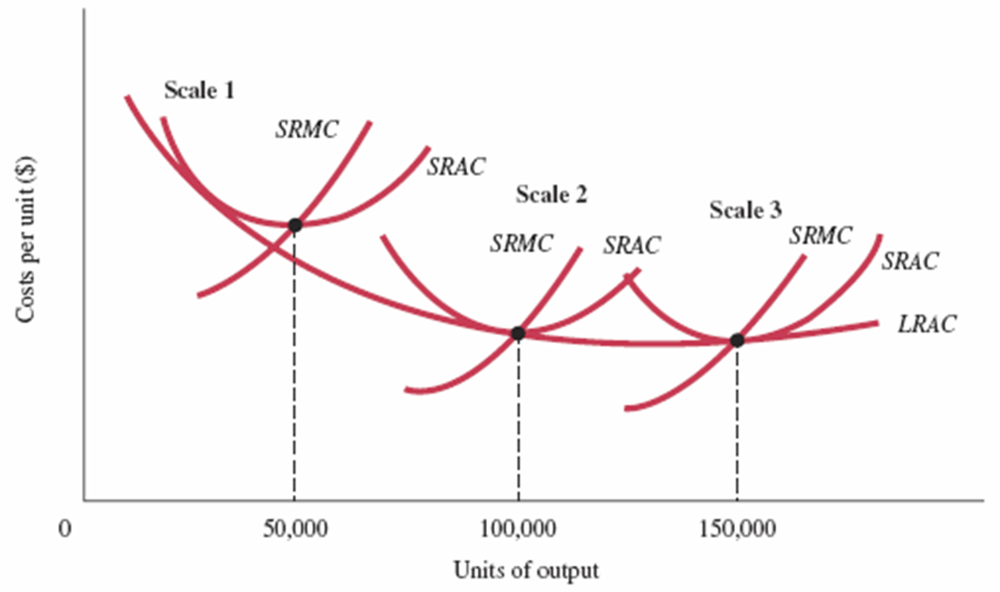 Scale 1
SRMC
SRAC
Scale 2
SRMC
SRAC
Scale 3
SRMC
SRAC
LRAC
Costs per unit ($)
0
50,000
100,000
150,000
Units of output